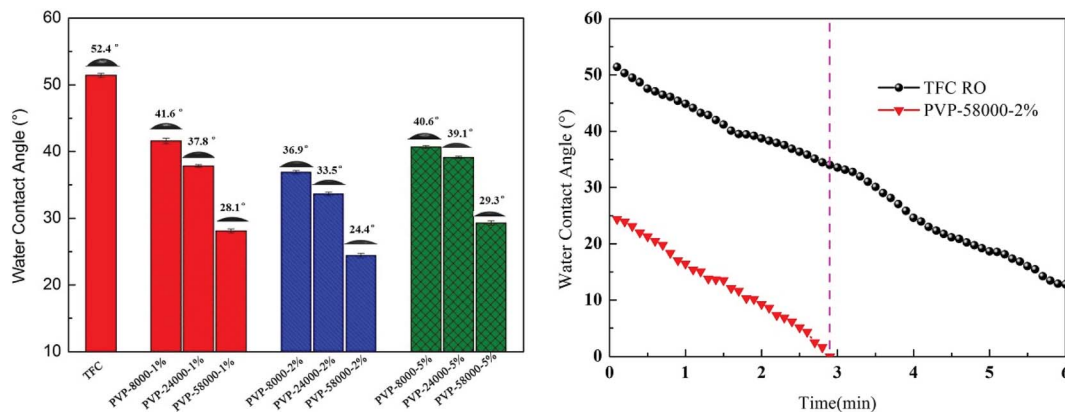 60
50
40
30
20
10
Water Contact Angle (°)
52.4 °
41.6 °
37.8 °
28.1°
36.9°
33.5°
24.4°
40.6°
39.1°
29.3°
TFC
PVP-8000-1%
PVP-24000-1%
PVP-58000-1%
PVP-8000-2%
PVP-24000-2%
PVP-58000-2%
PVP-8000-5%
PVP-24000-5%
PVP-58000-5%
60
50
40
30
20
10
0
Water Contact Angle (°)
TFC RO
PVP-58000-2%
0 1 2 3 4 5 6
Time(min)